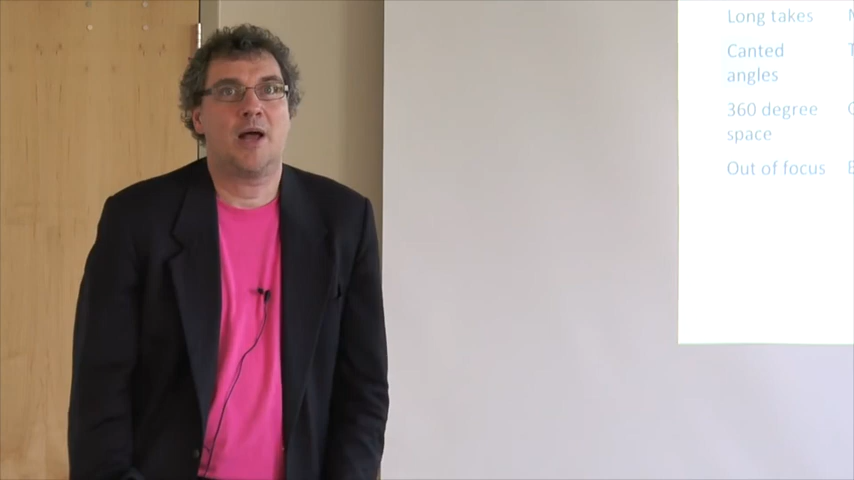 Long takes
Canted
angles
360 degree
space
Out of focus